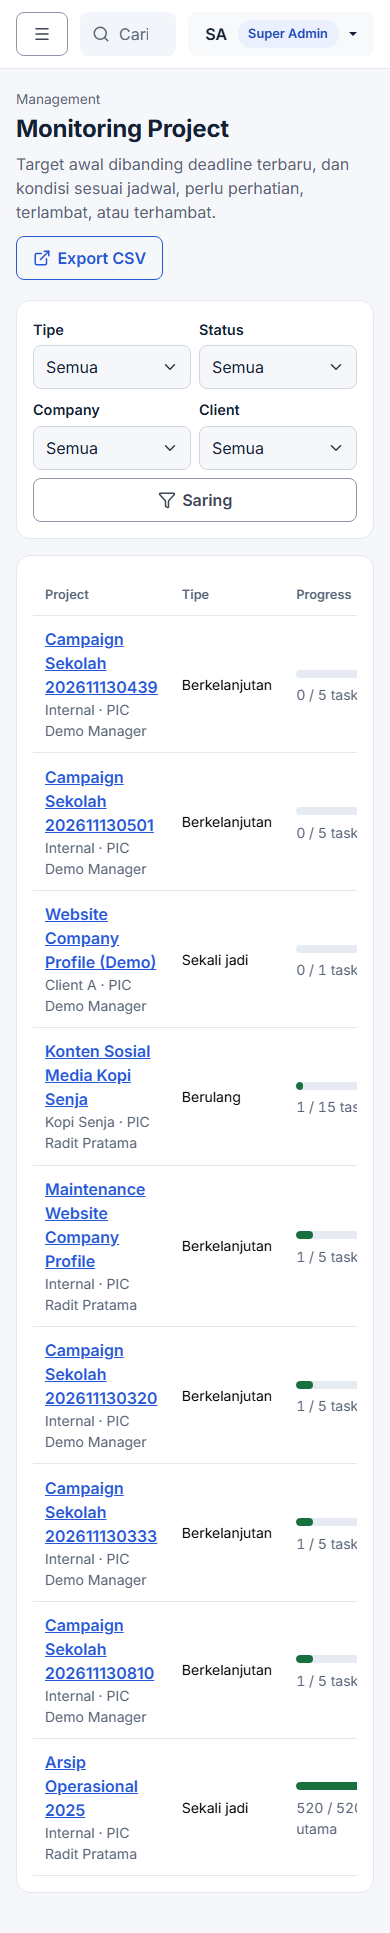 Cari
SA Super Admin
Management
Monitoring Project
Target awal dibanding deadline terbaru, dan
kondisi sesuai jadwal, perlu perhatian,
terlambat, atau terhambat.
Export CSV
Tipe Status
Semua Semua
Company Client
Semua Semua
Saring
Project Tipe Progress
Campaign
Sekolah
202611130439
Internal · PIC
Demo Manager
Berkelanjutan
0 / 5 task
Campaign
Sekolah
202611130501
Internal · PIC
Demo Manager
Berkelanjutan
0 / 5 task
Website
Company
Profile (Demo)
Client A · PIC
Demo Manager
Sekali jadi
0 / 1 task
Konten Sosial
Media Kopi
Senja
Kopi Senja · PIC
Radit Pratama
Berulang
1 / 15 tas
Maintenance
Website
Company
Profile
Internal · PIC
Radit Pratama
Berkelanjutan
1 / 5 task
Campaign
Sekolah
202611130320
Internal · PIC
Demo Manager
Berkelanjutan
1 / 5 task
Campaign
Sekolah
202611130333
Internal · PIC
Demo Manager
Berkelanjutan
1 / 5 task
Campaign
Sekolah
202611130810
Internal · PIC
Demo Manager
Berkelanjutan
1 / 5 task
Arsip
Operasional
2025
Internal · PIC
Radit Pratama
Sekali jadi
520 / 520
utama